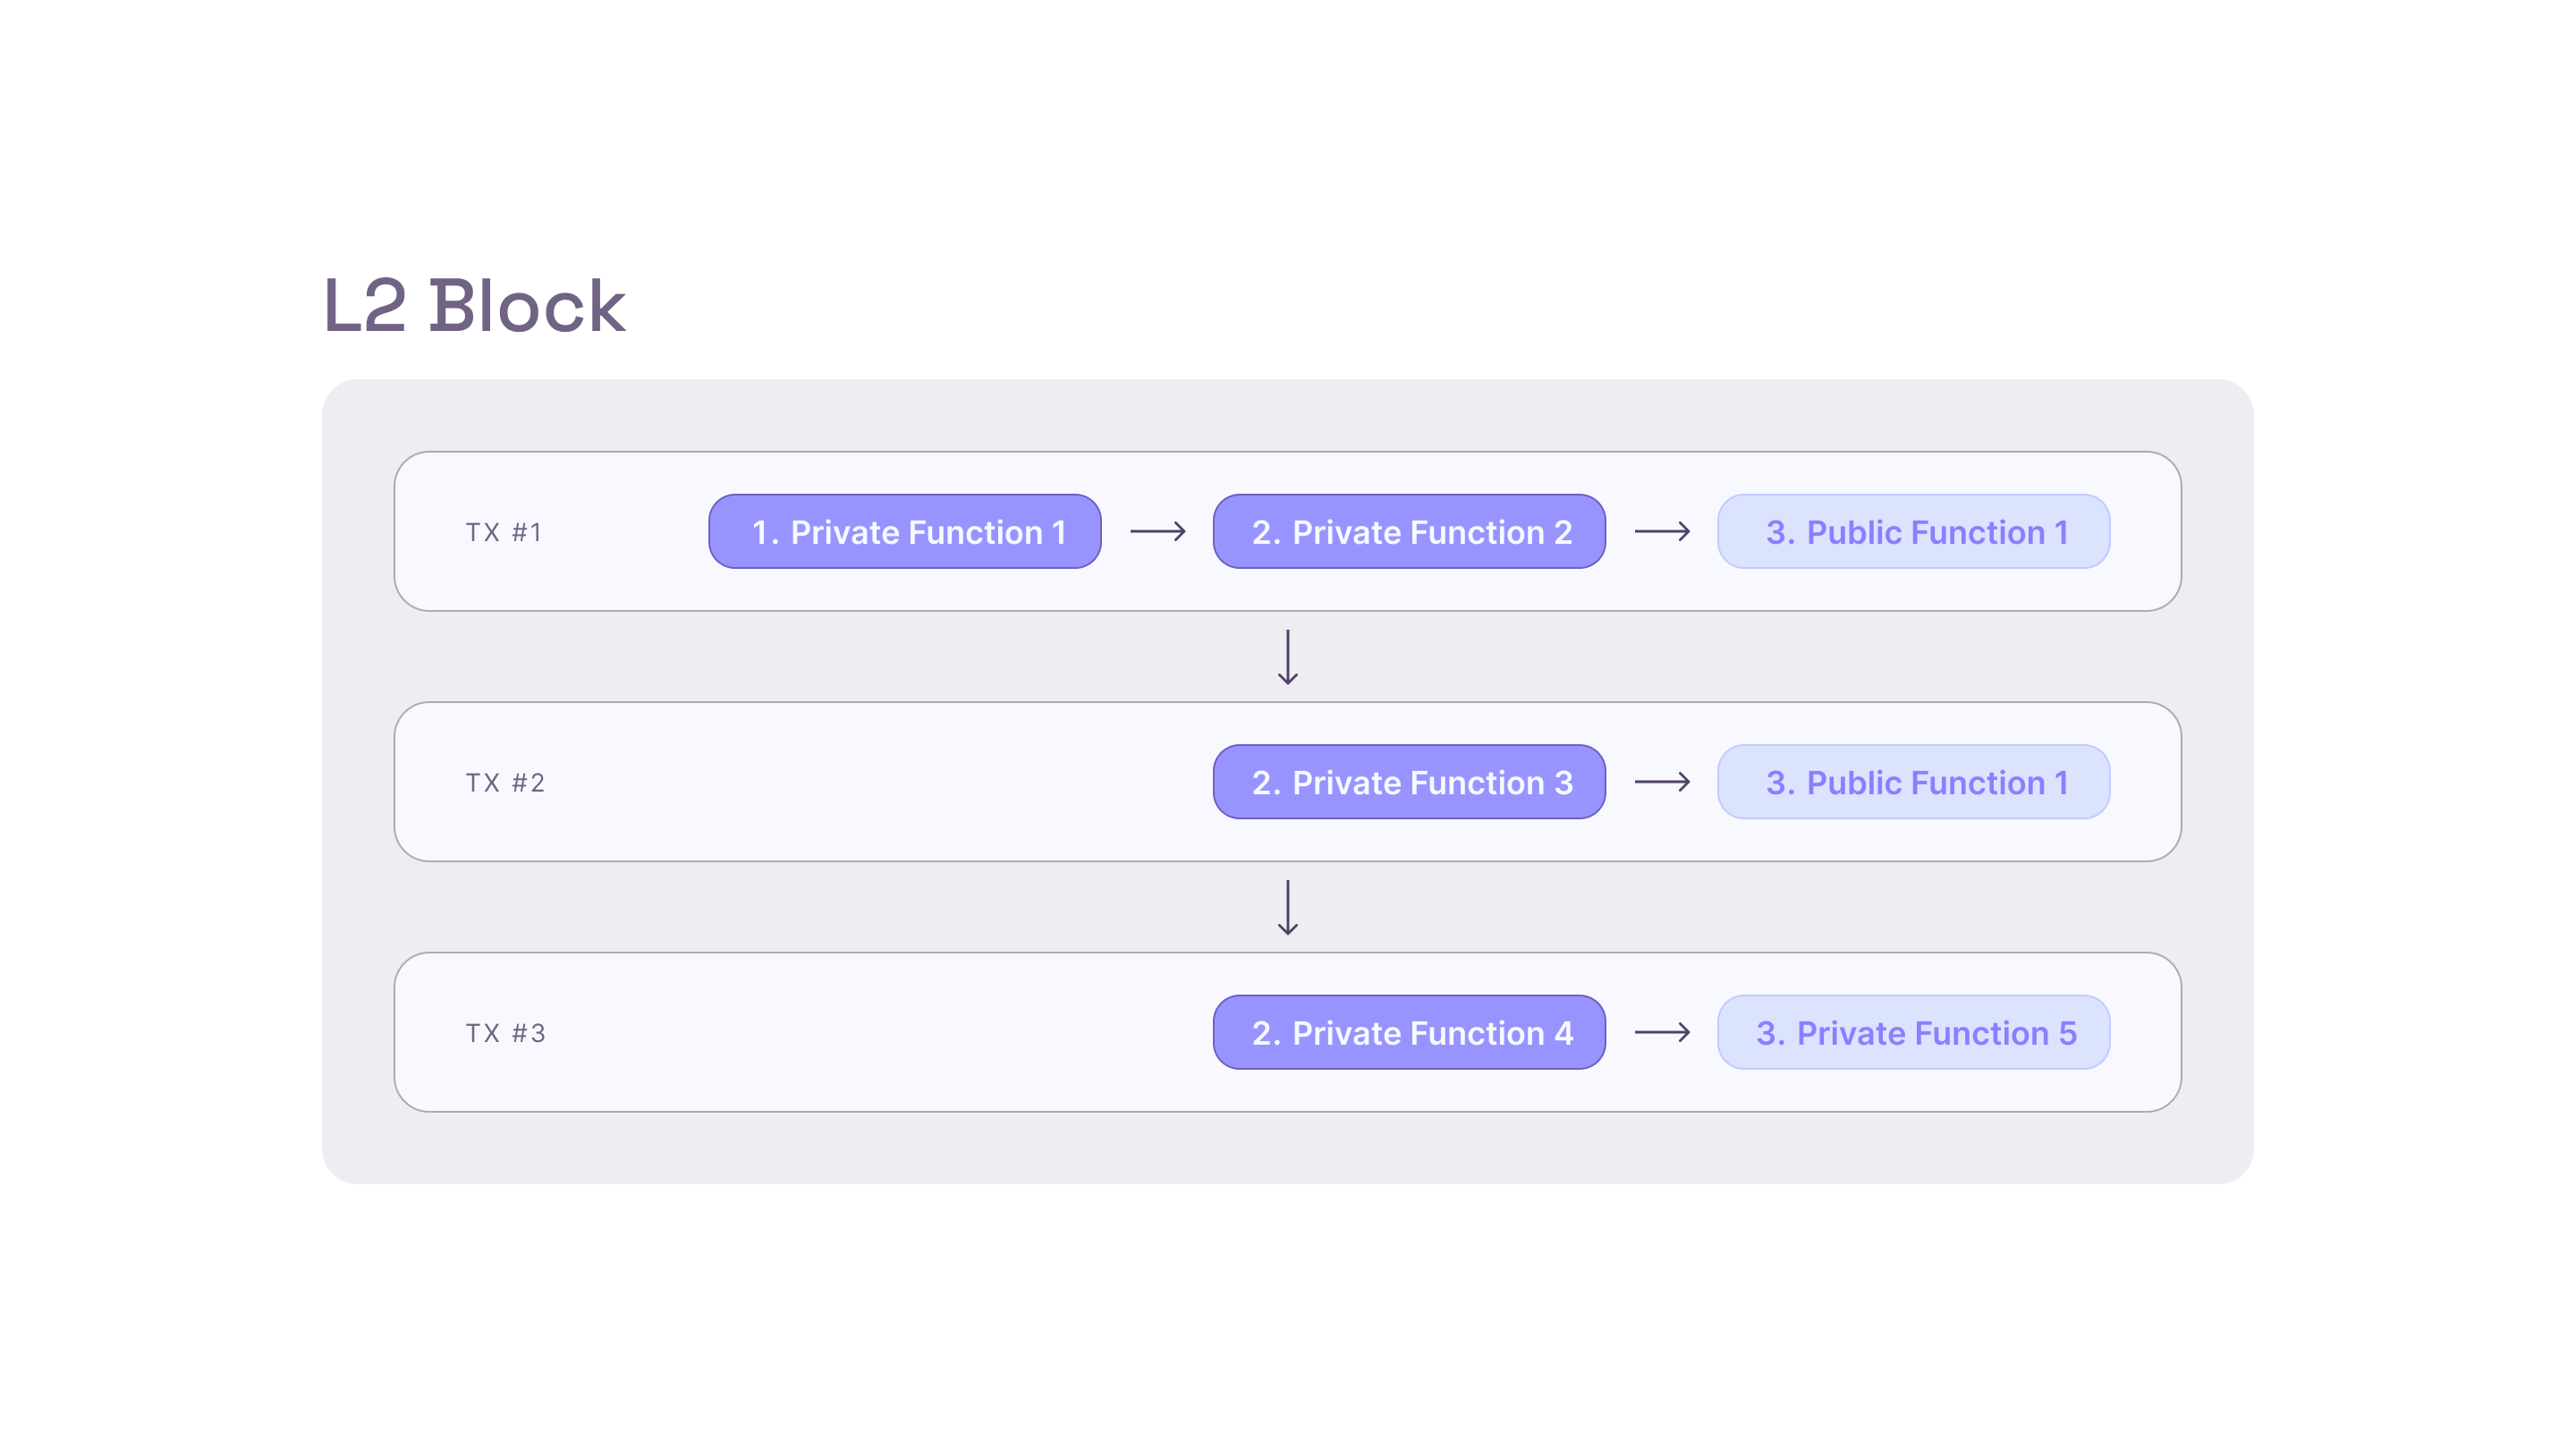 L2 Block
TX #1
1. Private Function 1
2. Private Function 2
3. Public Function 1
TX #2
2. Private Function 3
3. Public Function 1
TX #3
2. Private Function 4
3. Private Function 5